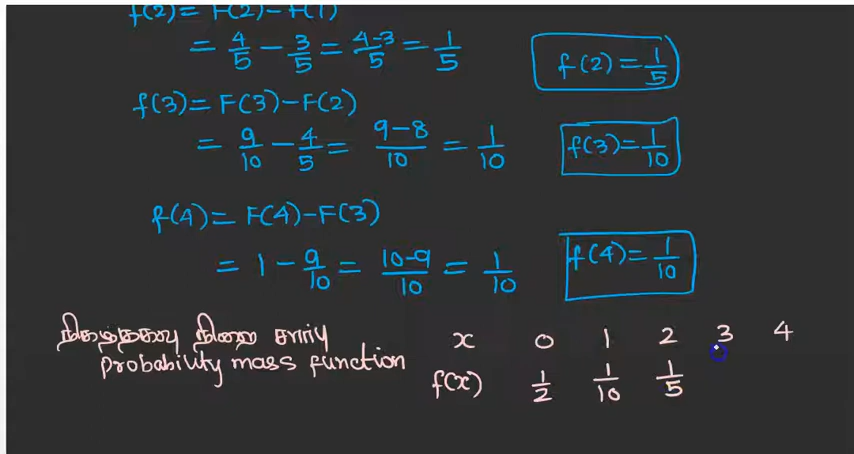 f(2) = F(2) - F(1)
= 4/5 - 3/5 = 4-3/5 = 1/5
f(2) = 1/5
f(3) = F(3) - F(2)
= 9/10 - 4/5 = 9-8/10 = 1/10
f(3) = 1/10
f(4) = F(4) - F(3)
= 1 - 9/10 = 10-9/10 = 1/10
f(4) = 1/10
நிகழ்தகவு நிறை சார்பு
probability mass function
x 0 1 2 3 4
f(x) 1/2 1/10 1/5